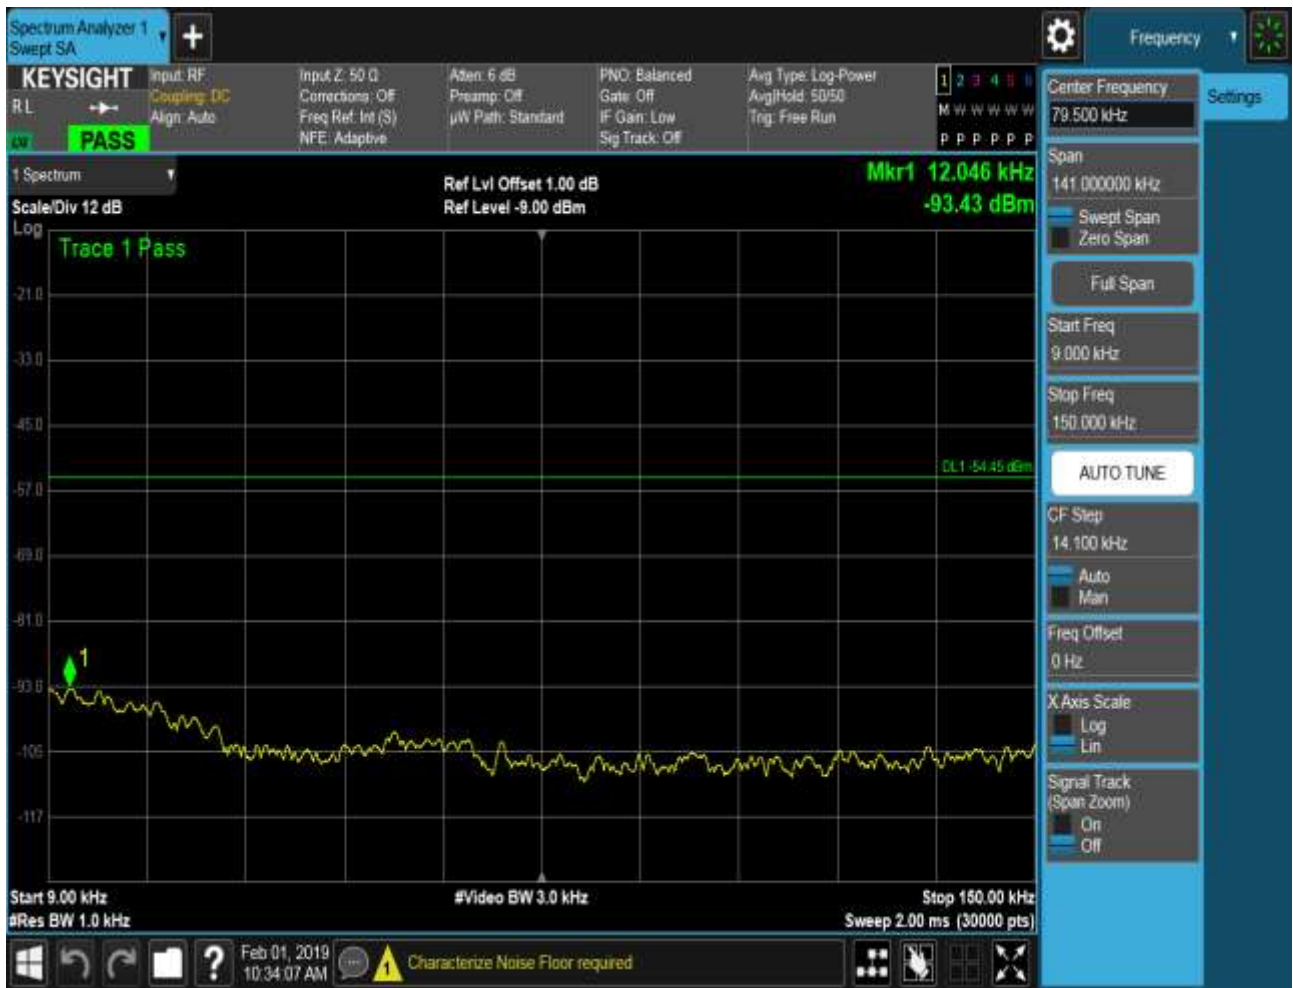 Spectrum Analyzer 1
Swept SA
Frequency
KEYSIGHT
Input: RF
Coupling: DC
Align: Auto
Input Z: 50 Ω
Corrections: Off
Freq Ref: Int (S)
NFE: Adaptive
Atten: 6 dB
Preamp: Off
µW Path: Standard
PNO: Balanced
Gate: Off
IF Gain: Low
Sig Track: Off
Avg Type: Log-Power
Avg|Hold: 50/50
Trig: Free Run
1 2 3 4 5 6
M W W W W W
P P P P P P
R L
PASS
Center Frequency
79.500 kHz
Settings
1 Spectrum
Scale/Div 12 dB
Ref Lvl Offset 1.00 dB
Ref Level -9.00 dBm
Mkr1 12.046 kHz
-93.43 dBm
Log
Trace 1 Pass
-21.0
-33.0
-45.0
DL1 -54.45 dBm
-57.0
-69.0
-81.0
1
-93.0
-105
-117
Start 9.00 kHz
#Video BW 3.0 kHz
Stop 150.00 kHz
#Res BW 1.0 kHz
Sweep 2.00 ms (30000 pts)
Span
141.000000 kHz
Swept Span
Zero Span
Full Span
Start Freq
9.000 kHz
Stop Freq
150.000 kHz
AUTO TUNE
CF Step
14.100 kHz
Auto
Man
Freq Offset
0 Hz
X Axis Scale
Log
Lin
Signal Track
(Span Zoom)
On
Off
?
Feb 01, 2019
10:34:07 AM
1
Characterize Noise Floor required